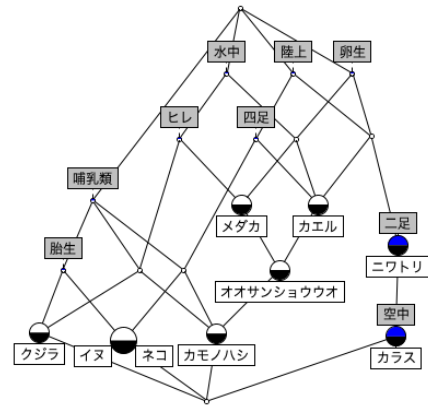 水中
陸上
卵生
ヒレ
四足
哺乳類
メダカ
カエル
二足
胎生
ニワトリ
オオサンショウウオ
空中
クジラ
イヌ
ネコ
カモノハシ
カラス